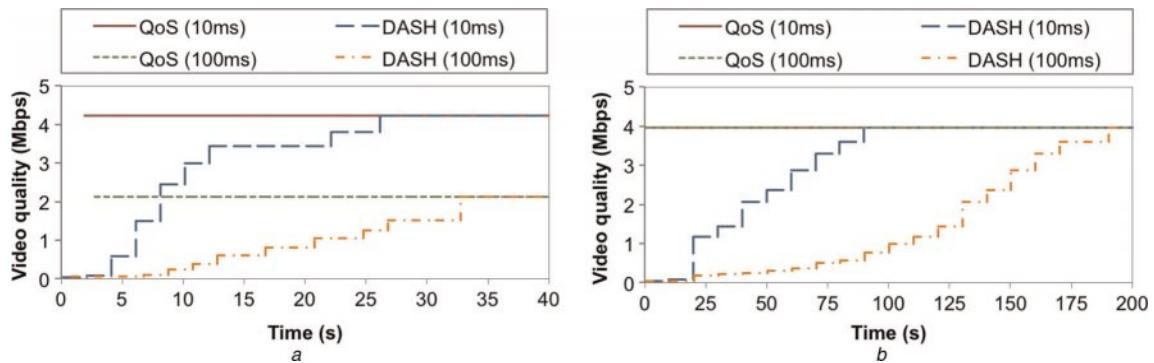 QoS (10ms) DASH (10ms)
QoS (100ms) DASH (100ms)
Video quality (Mbps)
5
4
3
2
1
0
0 5 10 15 20 25 30 35 40
Time (s)
a
QoS (10ms) DASH (10ms)
QoS (100ms) DASH (100ms)
Video quality (Mbps)
5
4
3
2
1
0
0 25 50 75 100 125 150 175 200
Time (s)
b